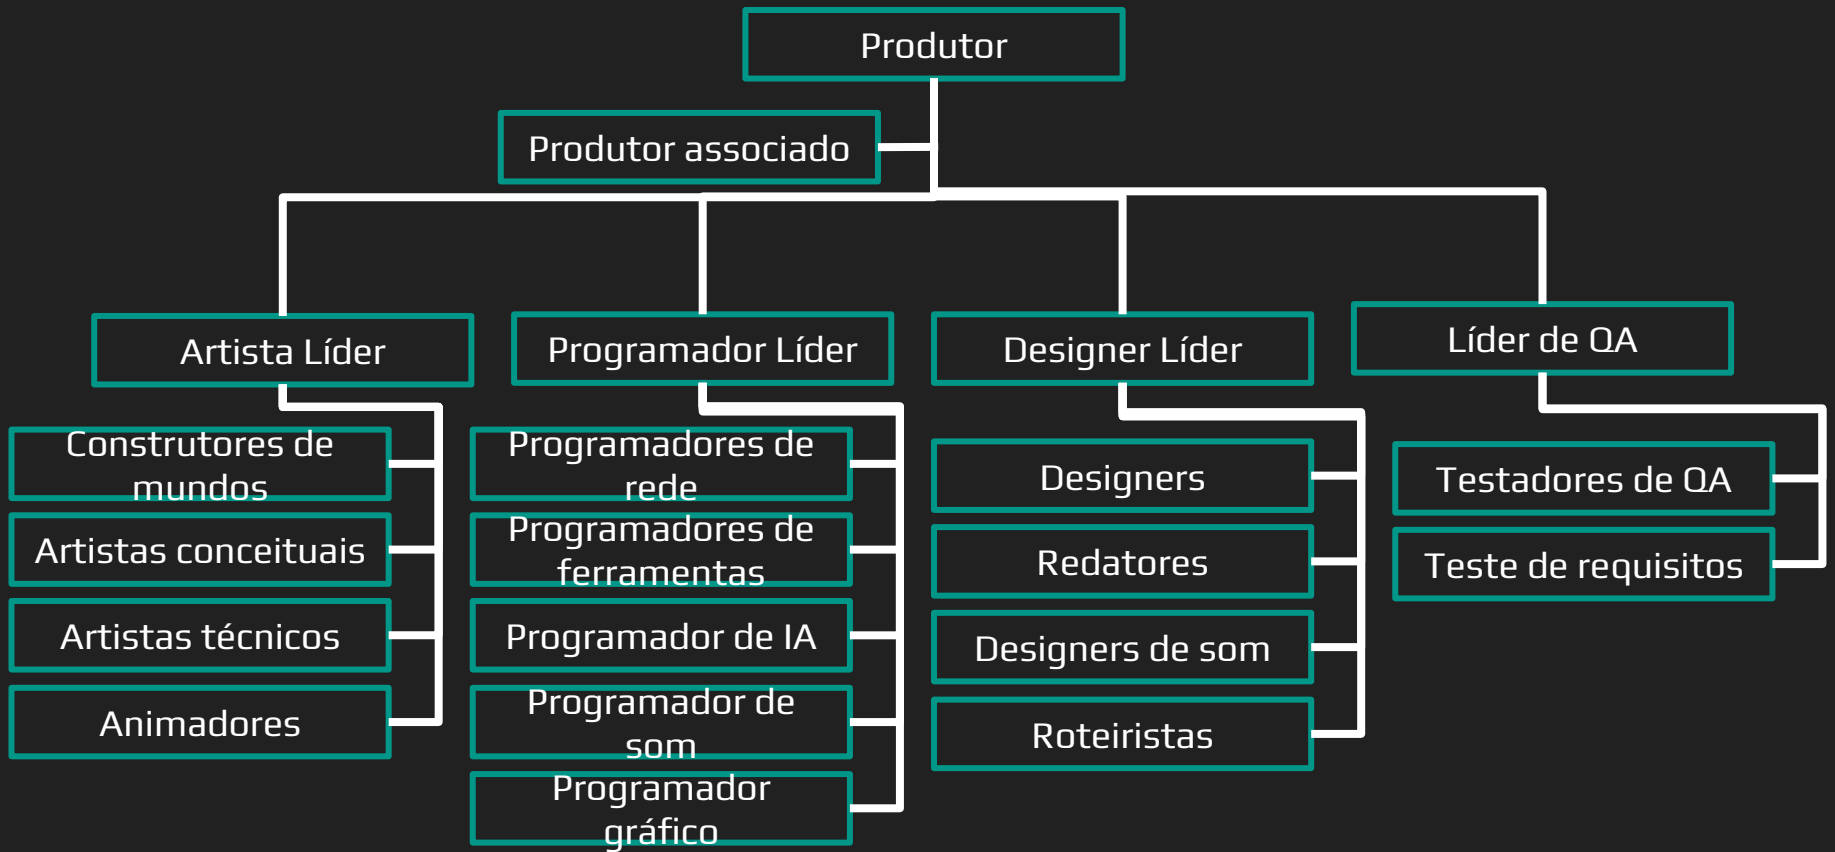 Produtor
Produtor associado
Artista Líder
Construtores de
mundos
Artistas conceituais
Artistas técnicos
Animadores
Programador Líder
Programadores de
rede
Programadores de
ferramentas
Programador de IA
Programador de
som
Programador
gráfico
Designer Líder
Designers
Redatores
Designers de som
Roteiristas
Líder de QA
Testadores de QA
Teste de requisitos